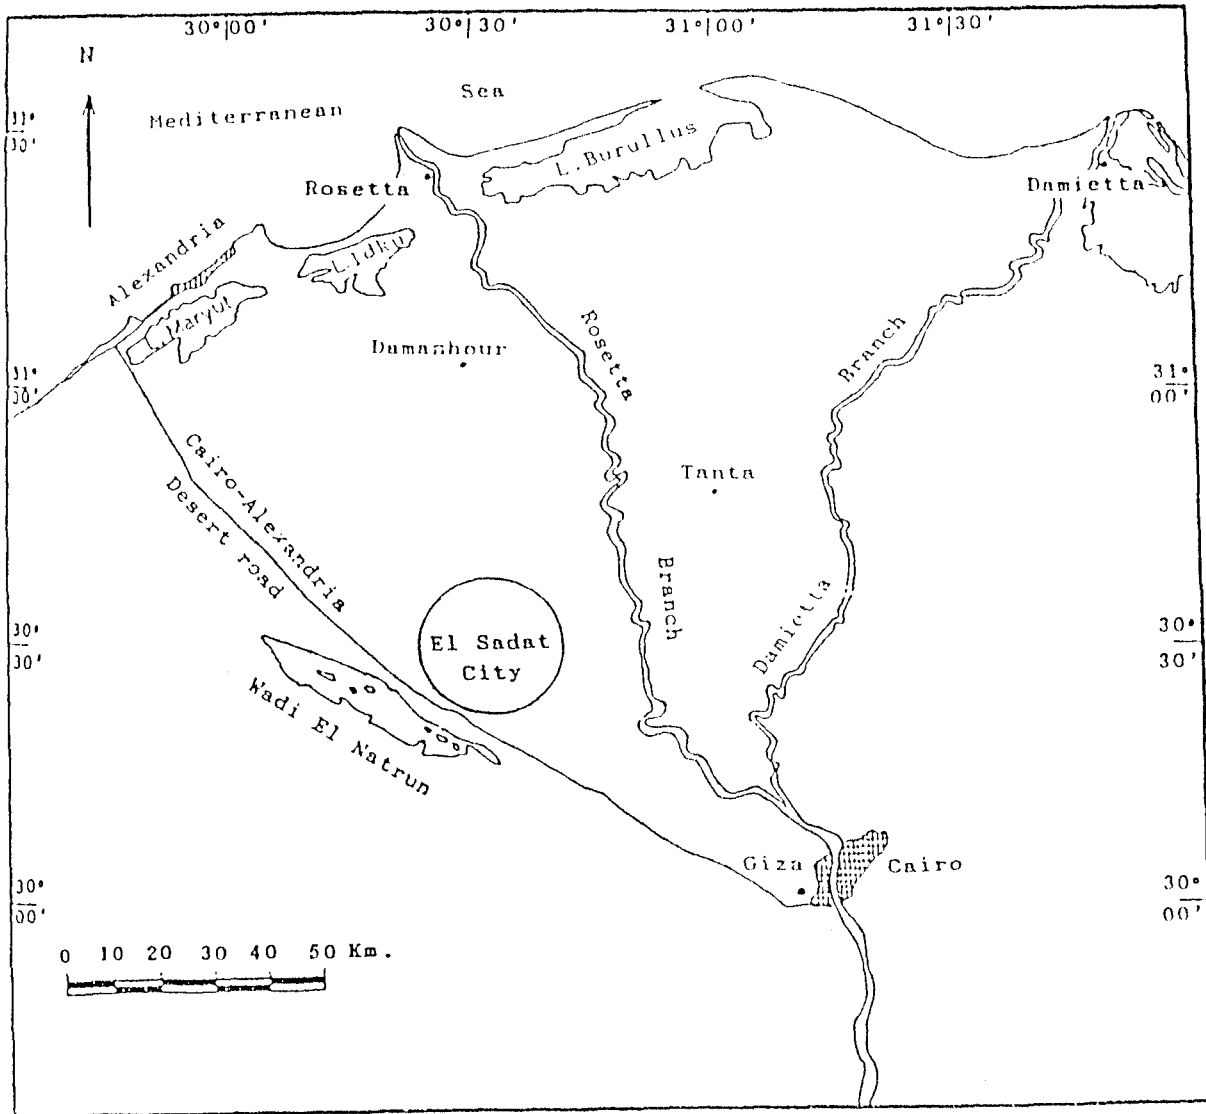 30°00' 30°30' 31°00' 31°30'
N
Mediterranean Sea
31°
30'
L.Burullus
Rosetta
Damietta
Alexandria
L.Idku
L.Maryut
Damanhour
Rosetta
Branch
31°
00'
31°
00'
Cairo-Alexandria
Desert road
Tanta
Branch
Damietta
El Sadat
City
30°
30'
30°
30'
Wadi El Natrun
Giza
Cairo
30°
00'
30°
00'
0 10 20 30 40 50 Km.